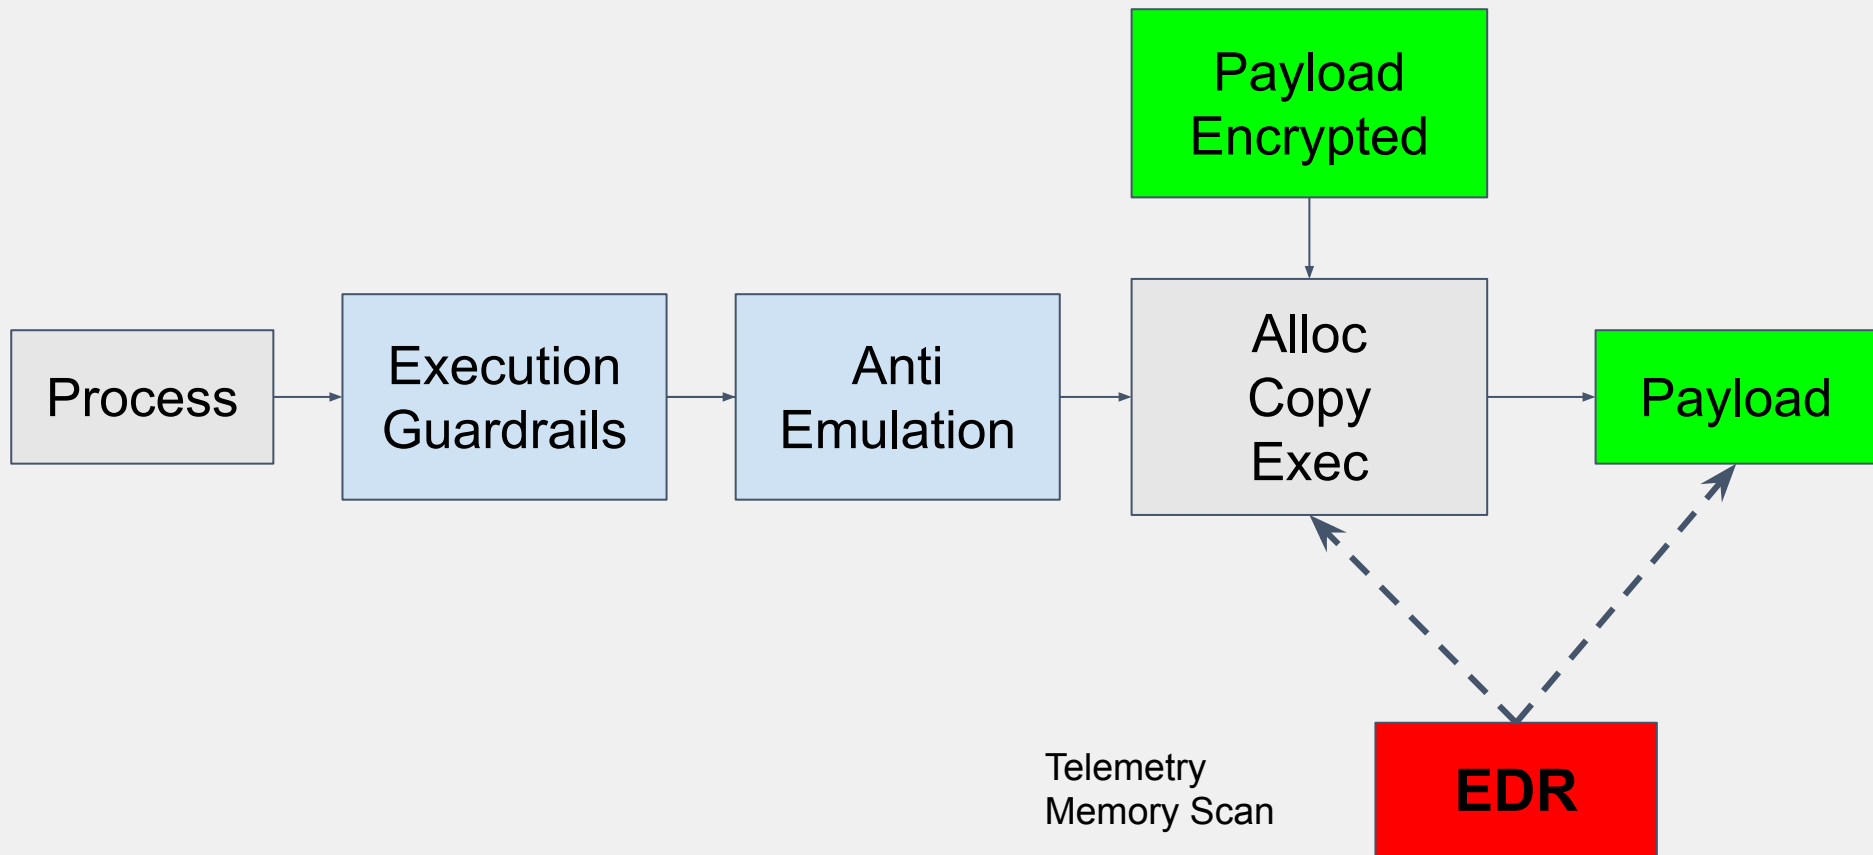 Payload
Encrypted
Process
Execution
Guardrails
Anti
Emulation
Alloc
Copy
Exec
Payload
Telemetry
Memory Scan
EDR